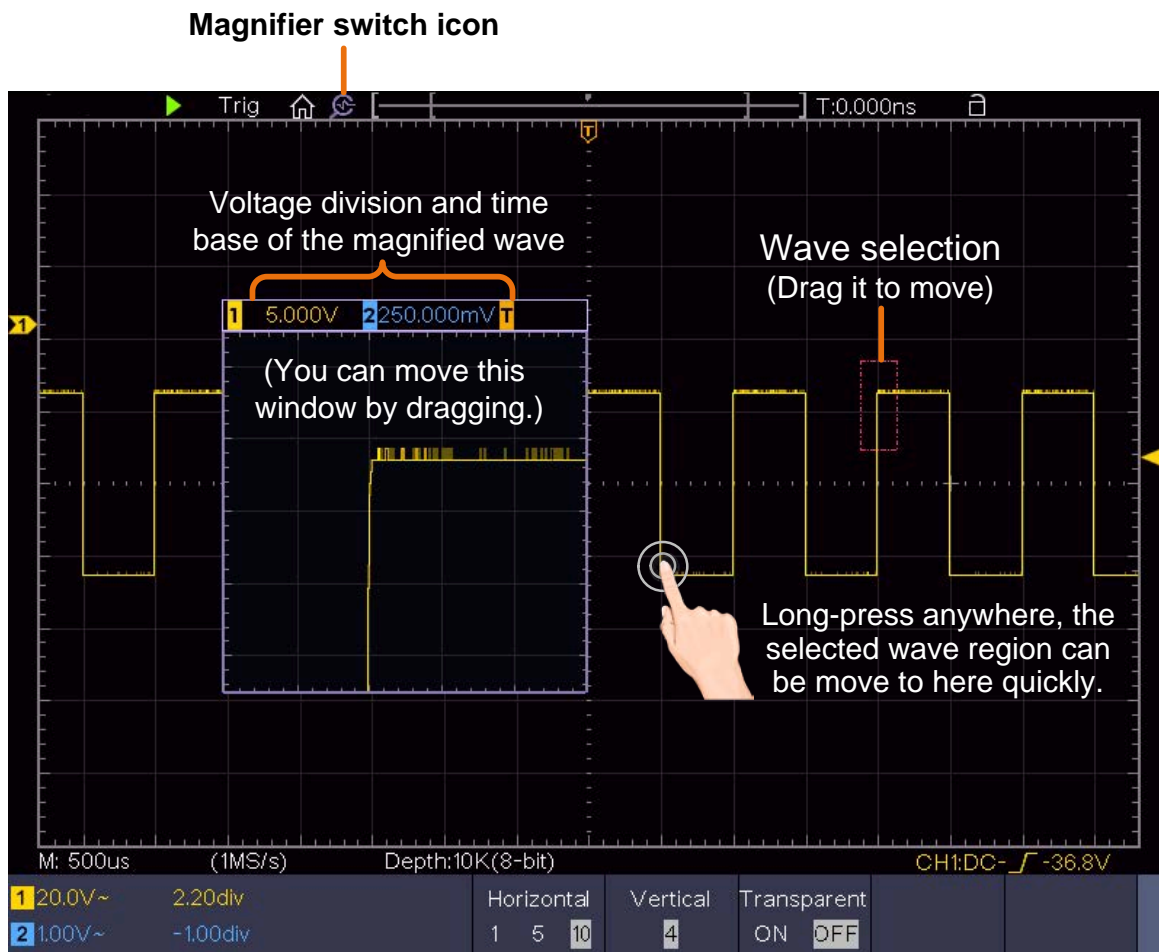 Magnifier switch icon
Trig T:0.000ns
T
Voltage division and time
base of the magnified wave
Wave selection
(Drag it to move)
1 5.000V 2 250.000mV T
1
(You can move this
window by dragging.)
Long-press anywhere, the
selected wave region can
be move to here quickly.
M: 500us (1MS/s) Depth:10K(8-bit) CH1:DC- -36.8V
1 20.0V~ 2.20div Horizontal Vertical Transparent
2 1.00V~ -1.00div 1 5 10 4 ON OFF